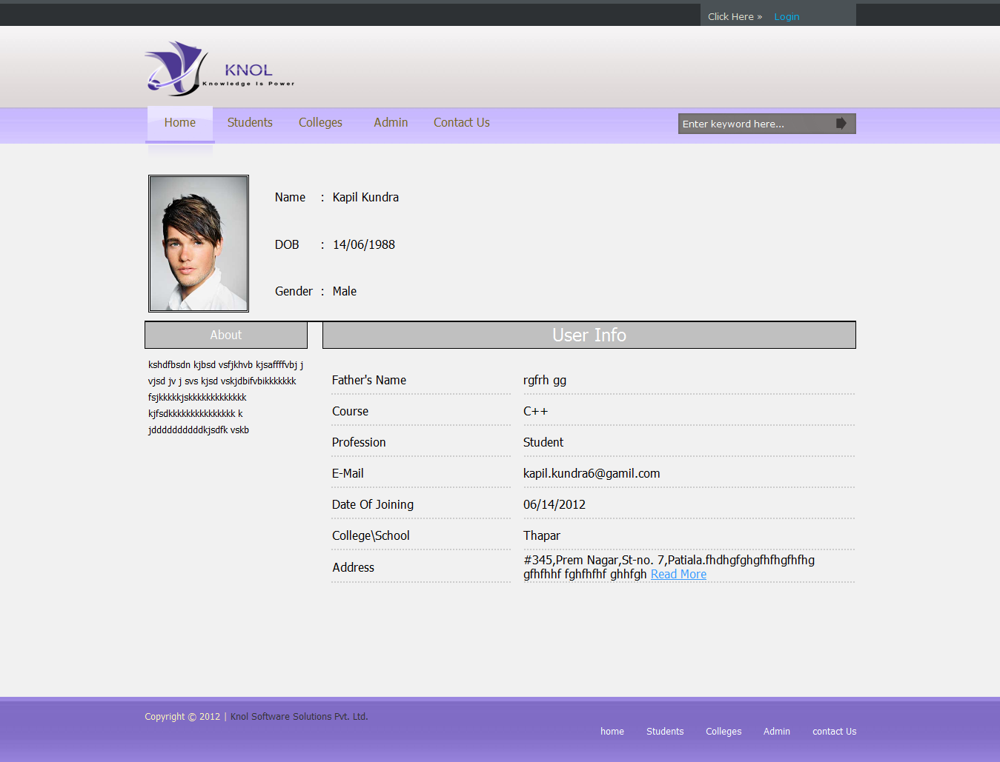 Click Here » Login
KNOL
Knowledge Is Power
Home Students Colleges Admin Contact Us
Enter keyword here...
Name : Kapil Kundra
DOB : 14/06/1988
Gender : Male
About
User Info
kshdfbsdn kjbsd vsfjkhvb kjsaffffvbj j
vjsd jv j svs kjsd vskjdbifvbikkkkkkk
fsjkkkkkjskkkkkkkkkkkkk
kjfsdkkkkkkkkkkkkkkk k
jddddddddddkjsdfk vskb
Father's Name rgfrh gg
Course C++
Profession Student
E-Mail kapil.kundra6@gamil.com
Date Of Joining 06/14/2012
College\School Thapar
Address #345,Prem Nagar,St-no. 7,Patiala.fhdhgfghgfhfhgfhfhg
gfhfhhf fghfhfhf ghhfgh Read More
Copyright © 2012 | Knol Software Solutions Pvt. Ltd.
home Students Colleges Admin contact Us